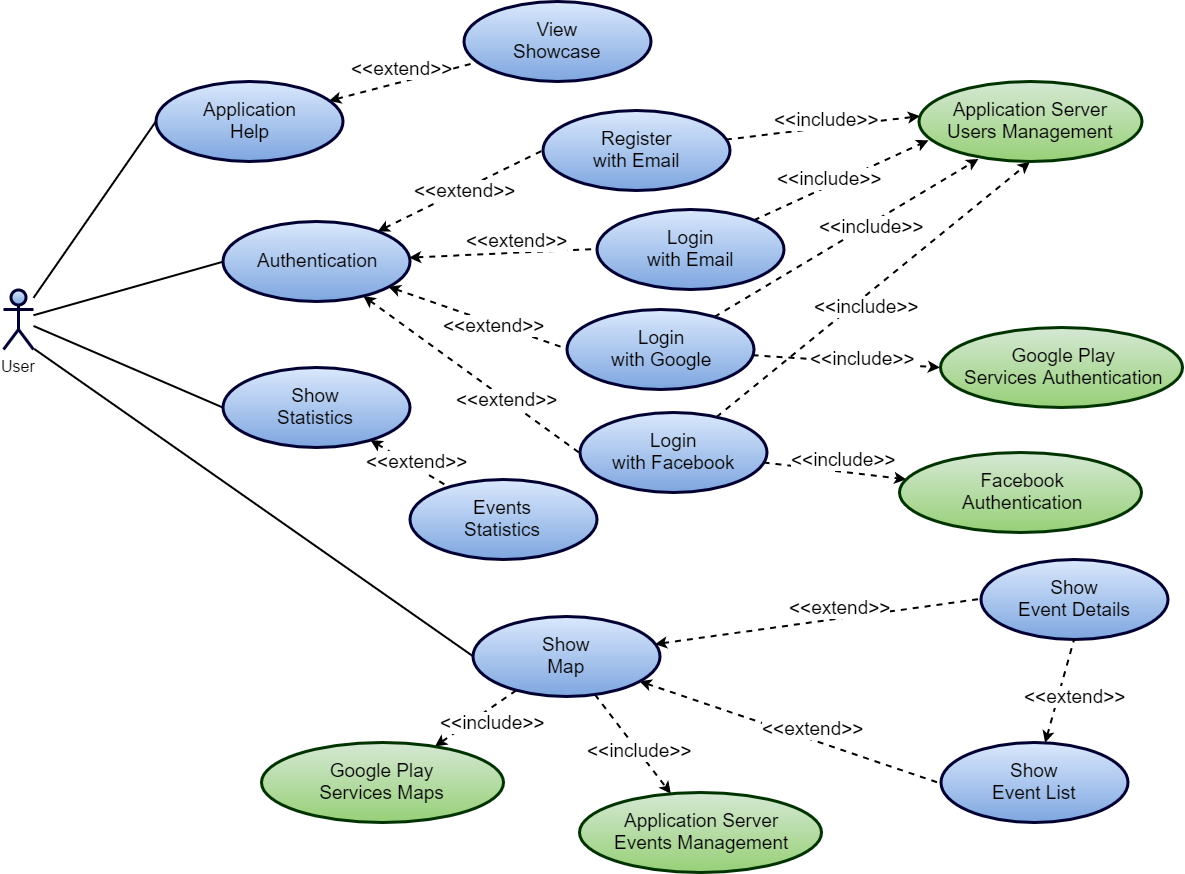 View
Showcase
<<extend>>
Application
Help
Application Server
Users Management
<<include>>
Register
with Email
<<extend>>
<<include>>
<<include>>
Login
with Email
<<extend>>
Authentication
<<include>>
<<extend>>
Login
with Google
<<include>>
Google Play
Services Authentication
User
Show
Statistics
<<extend>>
Login
with Facebook
<<include>>
<<extend>>
Facebook
Authentication
Events
Statistics
Show
Event Details
<<extend>>
Show
Map
<<extend>>
<<include>>
<<extend>>
<<include>>
Google Play
Services Maps
Show
Event List
Application Server
Events Management